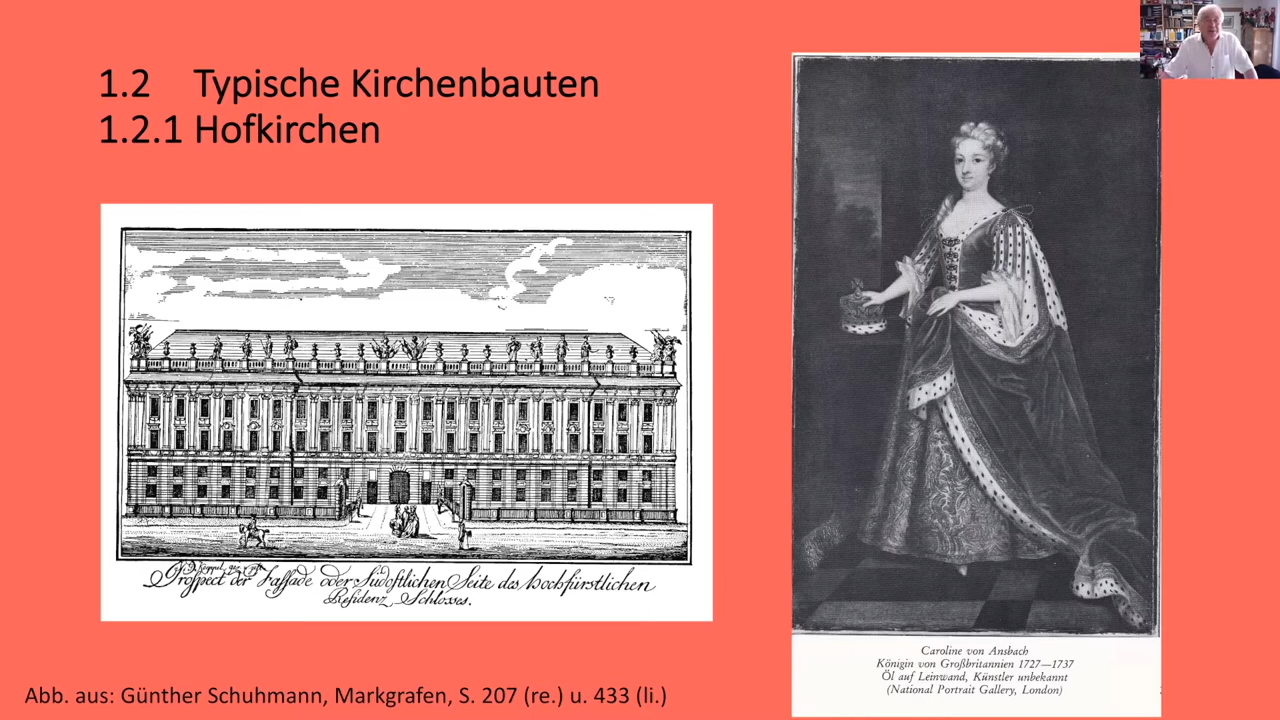 1.2 Typische Kirchenbauten
1.2.1 Hofkirchen
Prospect der Fassade oder Südostlichen Seite des hochfürstlichen
Residenz Schlosses.
Caroline von Ansbach
Königin von Großbritannien 1727—1737
Öl auf Leinwand, Künstler unbekannt
(National Portrait Gallery, London)
Abb. aus: Günther Schuhmann, Markgrafen, S. 207 (re.) u. 433 (li.)